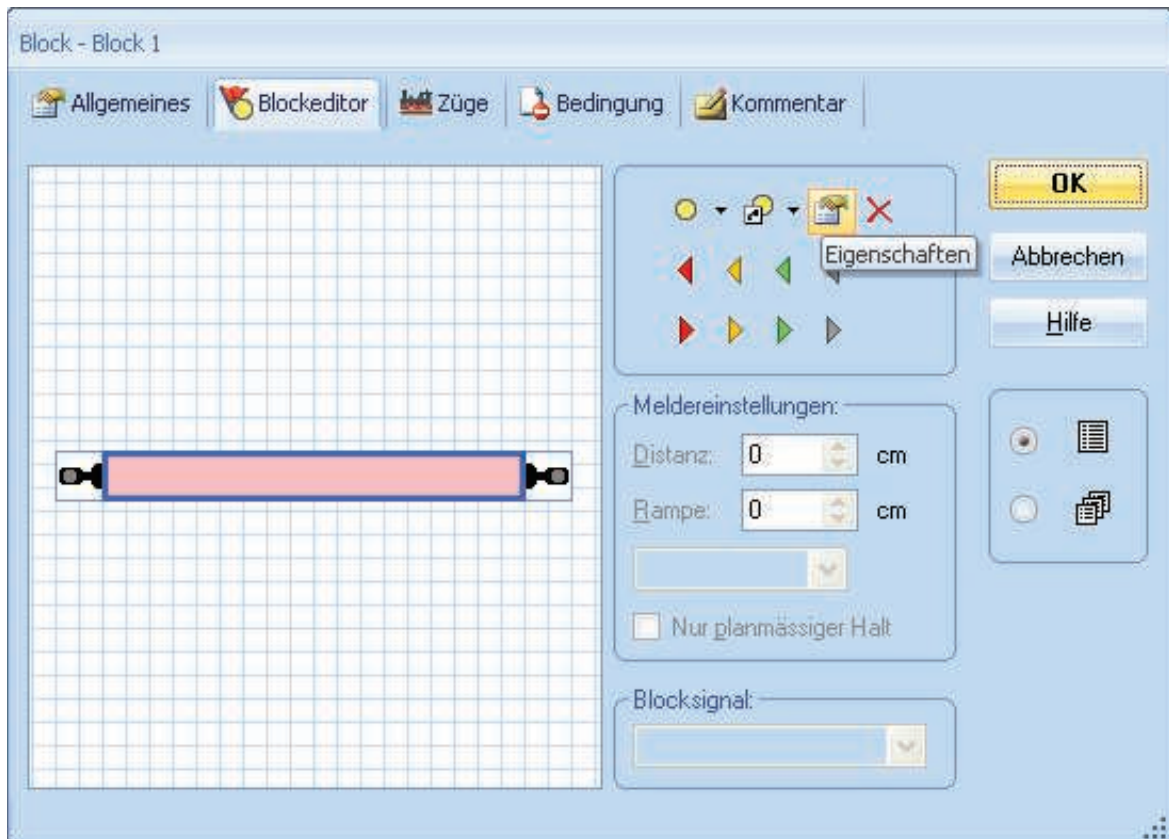 Block - Block 1
Allgemeines Blockeditor Züge Bedingung Kommentar
OK
Eigenschaften
Abbrechen
Hilfe
Meldereinstellungen:
Distanz: 0 cm
Rampe: 0 cm
Nur planmässiger Halt
Blocksignal: